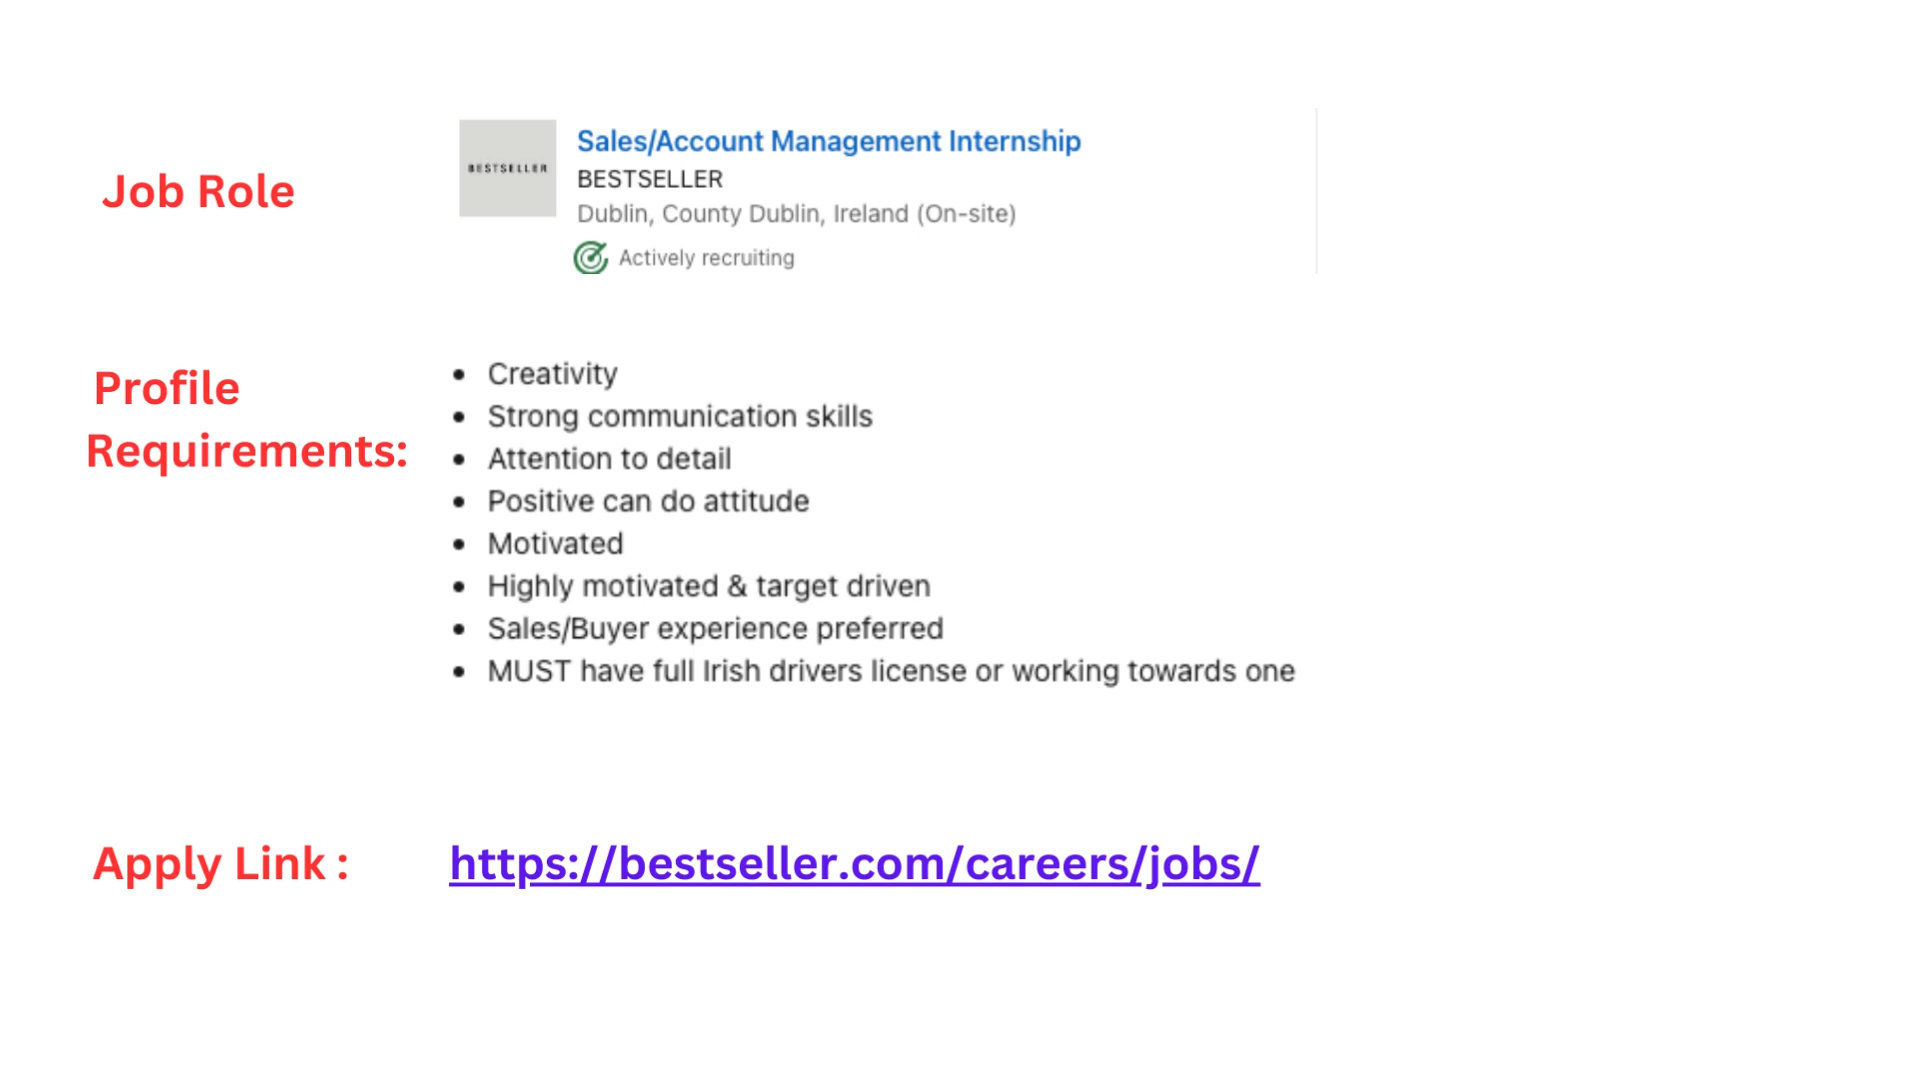 Job Role
BESTSELLER
Sales/Account Management Internship
BESTSELLER
Dublin, County Dublin, Ireland (On-site)
Actively recruiting
Profile
Requirements:
• Creativity
• Strong communication skills
• Attention to detail
• Positive can do attitude
• Motivated
• Highly motivated & target driven
• Sales/Buyer experience preferred
• MUST have full Irish drivers license or working towards one
Apply Link :
https://bestseller.com/careers/jobs/